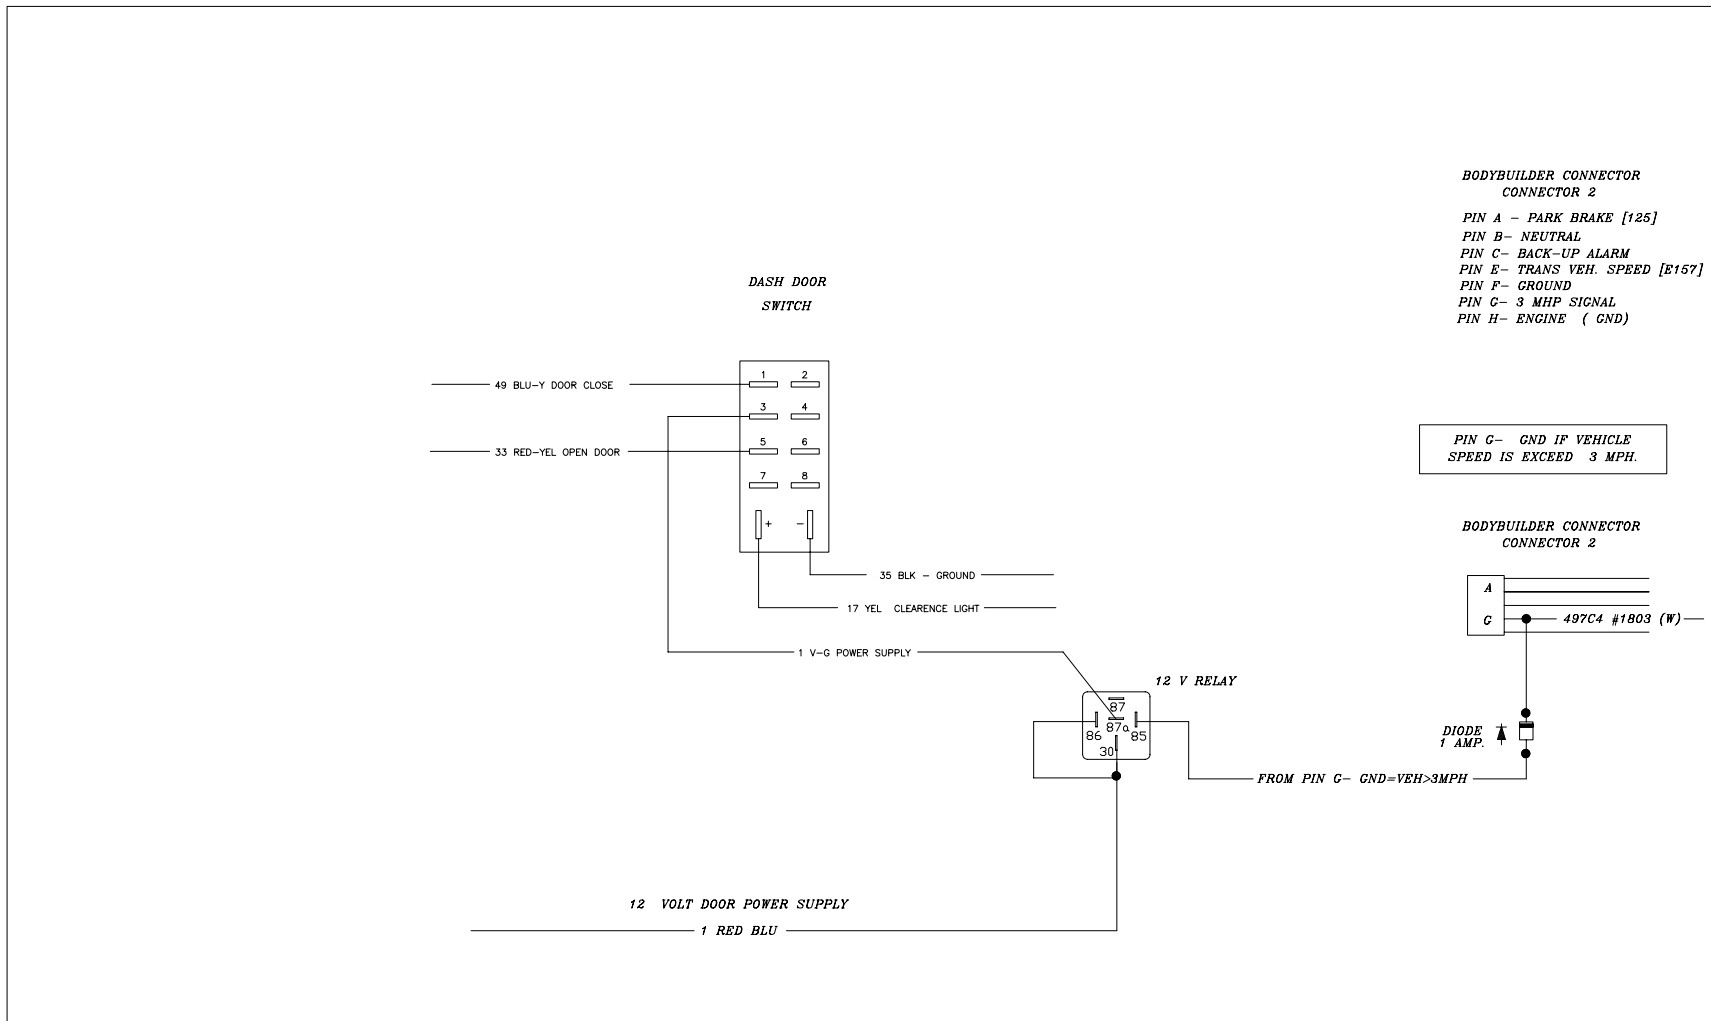 BODYBUILDER CONNECTOR
CONNECTOR 2
PIN A - PARK BRAKE [125]
PIN B- NEUTRAL
PIN C- BACK-UP ALARM
PIN E- TRANS VEH. SPEED [E157]
PIN F- GROUND
PIN G- 3 MHP SIGNAL
PIN H- ENGINE ( GND)
DASH DOOR
SWITCH
1 2
49 BLU-Y DOOR CLOSE
3 4
5 6
33 RED-YEL OPEN DOOR
7 8
+ -
PIN G- GND IF VEHICLE
SPEED IS EXCEED 3 MPH.
BODYBUILDER CONNECTOR
CONNECTOR 2
35 BLK - GROUND
17 YEL CLEARENCE LIGHT
A
G
497C4 #1803 (W)
1 V-G POWER SUPPLY
12 V RELAY
87
86 87a 85
30
DIODE
1 AMP.
FROM PIN G- GND=VEH>3MPH
12 VOLT DOOR POWER SUPPLY
1 RED BLU